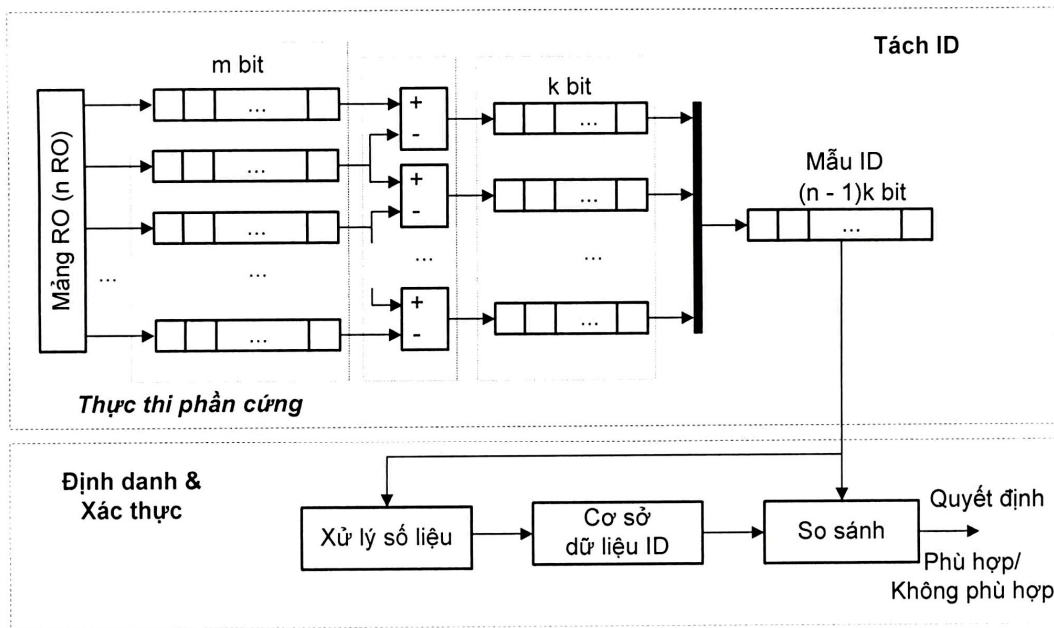 Tách ID
m bit
k bit
Mảng RO (n RO)
...
+
-
...
...
+
-
...
Mẫu ID
(n - 1)k bit
...
...
+
-
...
...
...
...
...
...
...
+
-
...
Thực thi phần cứng
Định danh &
Xác thực
Xử lý số liệu
Cơ sở
dữ liệu ID
So sánh
Quyết định
Phù hợp/
Không phù hợp